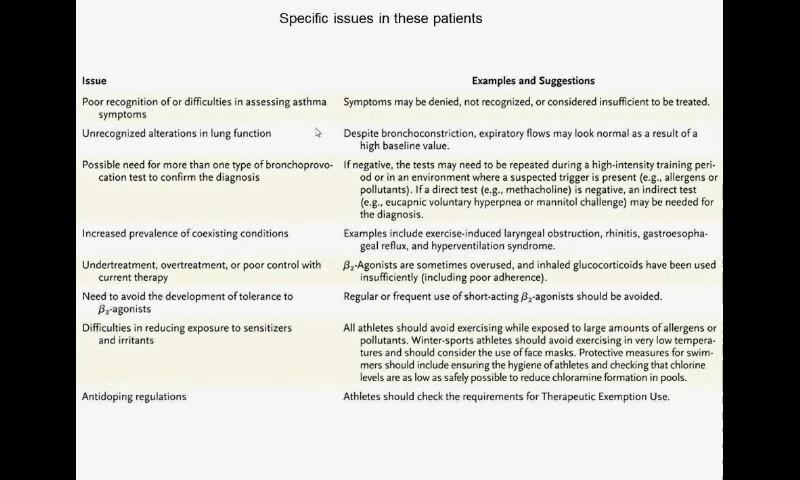 Specific issues in these patients
Issue
Examples and Suggestions
Poor recognition of or difficulties in assessing asthma
symptoms
Symptoms may be denied, not recognized, or considered insufficient to be treated.
Unrecognized alterations in lung function
Despite bronchoconstriction, expiratory flows may look normal as a result of a
high baseline value.
Possible need for more than one type of bronchoprovo-
cation test to confirm the diagnosis
If negative, the tests may need to be repeated during a high-intensity training peri-
od or in an environment where a suspected trigger is present (e.g., allergens or
pollutants). If a direct test (e.g., methacholine) is negative, an indirect test
(e.g., eucapnic voluntary hyperpnea or mannitol challenge) may be needed for
the diagnosis.
Increased prevalence of coexisting conditions
Examples include exercise-induced laryngeal obstruction, rhinitis, gastroesopha-
geal reflux, and hyperventilation syndrome.
Undertreatment, overtreatment, or poor control with
current therapy
β₂-Agonists are sometimes overused, and inhaled glucocorticoids have been used
insufficiently (including poor adherence).
Need to avoid the development of tolerance to
β₂-agonists
Regular or frequent use of short-acting β₂-agonists should be avoided.
Difficulties in reducing exposure to sensitizers
and irritants
All athletes should avoid exercising while exposed to large amounts of allergens or
pollutants. Winter-sports athletes should avoid exercising in very low tempera-
tures and should consider the use of face masks. Protective measures for swim-
mers should include ensuring the hygiene of athletes and checking that chlorine
levels are as low as safely possible to reduce chloramine formation in pools.
Antidoping regulations
Athletes should check the requirements for Therapeutic Exemption Use.